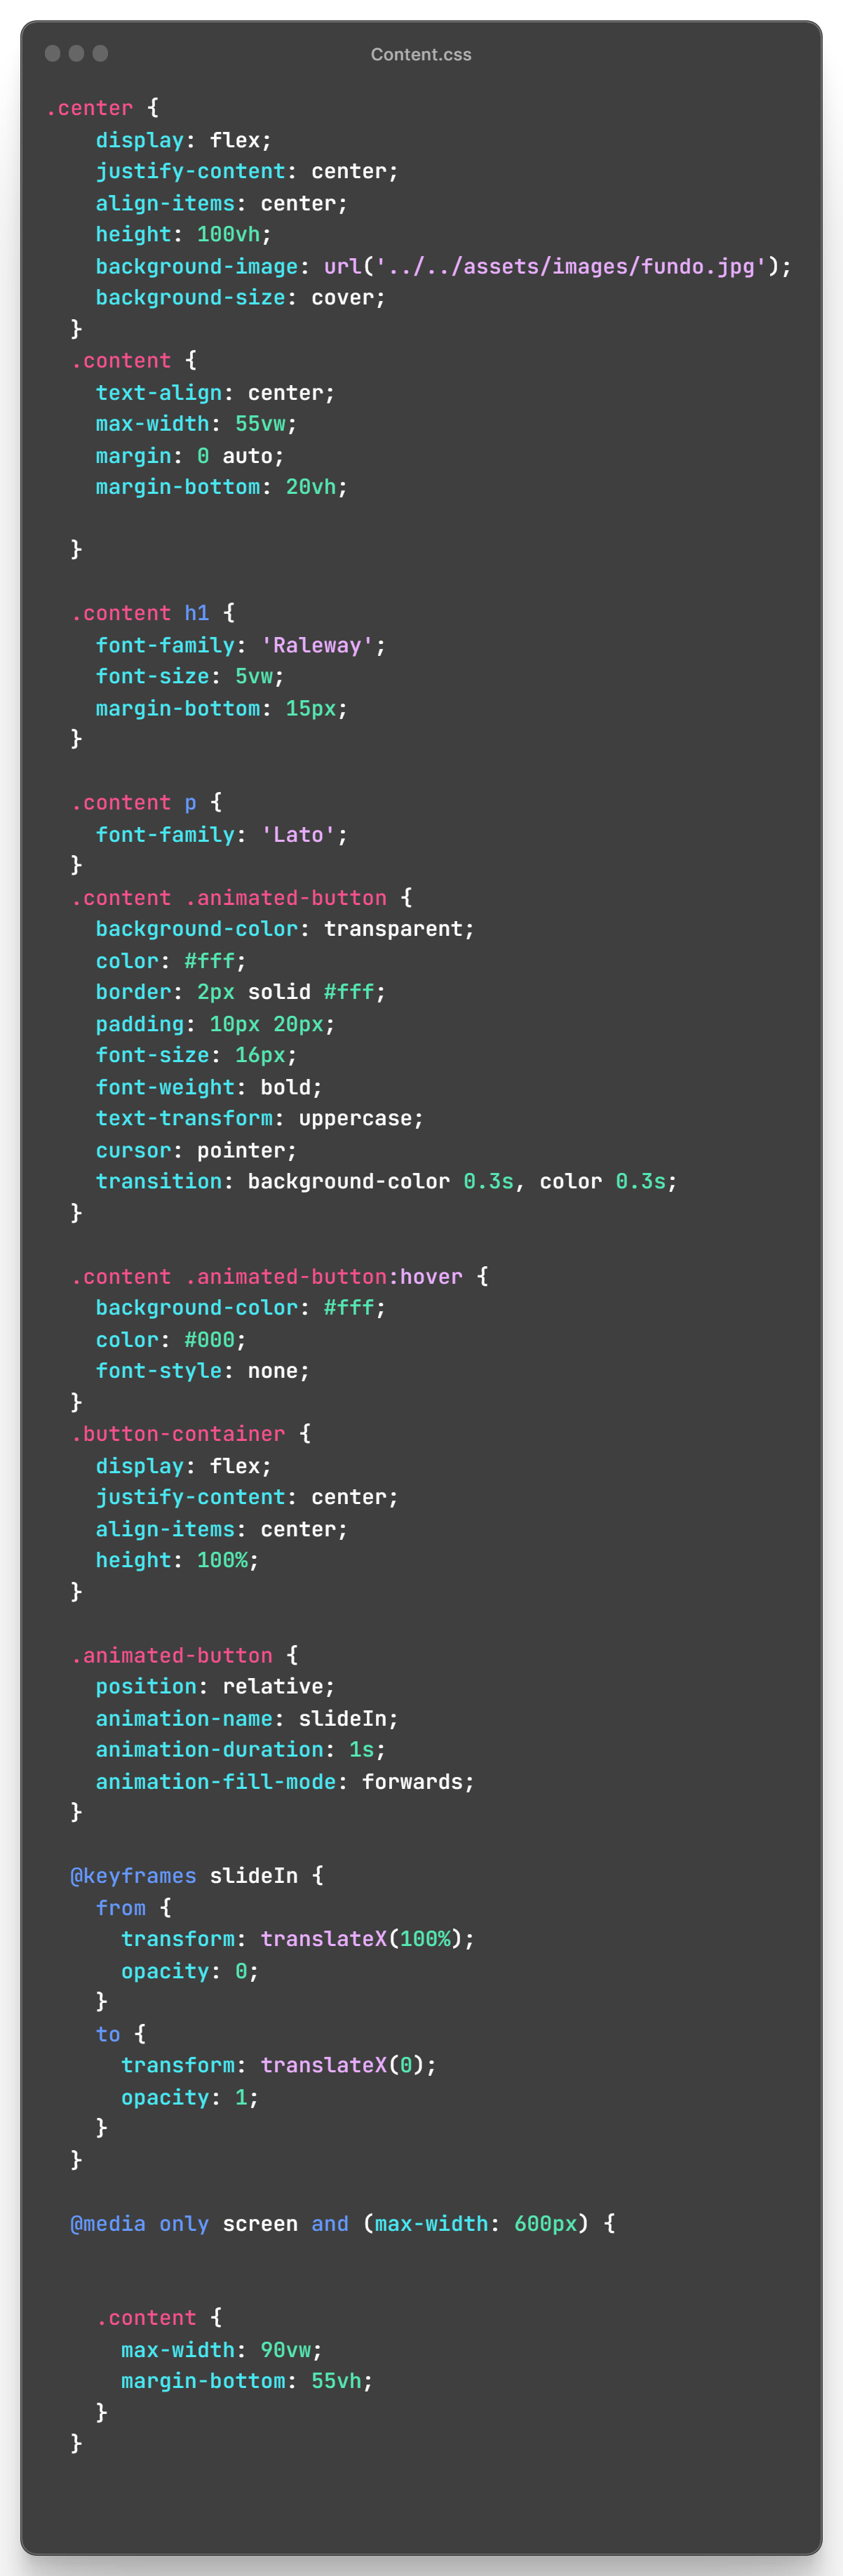 Content.css
.center {
    display: flex;
    justify-content: center;
    align-items: center;
    height: 100vh;
    background-image: url('../../assets/images/fundo.jpg');
    background-size: cover;
  }
  .content {
    text-align: center;
    max-width: 55vw;
    margin: 0 auto;
    margin-bottom: 20vh;

  }

  .content h1 {
    font-family: 'Raleway';
    font-size: 5vw;
    margin-bottom: 15px;
  }

  .content p {
    font-family: 'Lato';
  }
  .content .animated-button {
    background-color: transparent;
    color: #fff;
    border: 2px solid #fff;
    padding: 10px 20px;
    font-size: 16px;
    font-weight: bold;
    text-transform: uppercase;
    cursor: pointer;
    transition: background-color 0.3s, color 0.3s;
  }

  .content .animated-button:hover {
    background-color: #fff;
    color: #000;
    font-style: none;
  }
  .button-container {
    display: flex;
    justify-content: center;
    align-items: center;
    height: 100%;
  }

  .animated-button {
    position: relative;
    animation-name: slideIn;
    animation-duration: 1s;
    animation-fill-mode: forwards;
  }

  @keyframes slideIn {
    from {
      transform: translateX(100%);
      opacity: 0;
    }
    to {
      transform: translateX(0);
      opacity: 1;
    }
  }

  @media only screen and (max-width: 600px) {


    .content {
      max-width: 90vw;
      margin-bottom: 55vh;
    }
  }